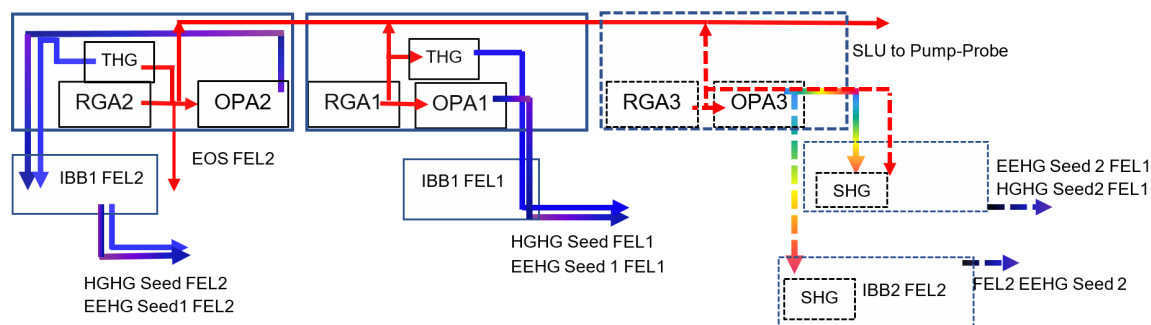 THG
RGA2
OPA2
EOS FEL2
IBB1 FEL2
HGHG Seed FEL2
EEHG Seed1 FEL2
THG
RGA1
OPA1
IBB1 FEL1
HGHG Seed FEL1
EEHG Seed 1 FEL1
SLU to Pump-Probe
RGA3
OPA3
SHG
EEHG Seed 2 FEL1
HGHG Seed2 FEL1
SHG
IBB2 FEL2
FEL2 EEHG Seed 2